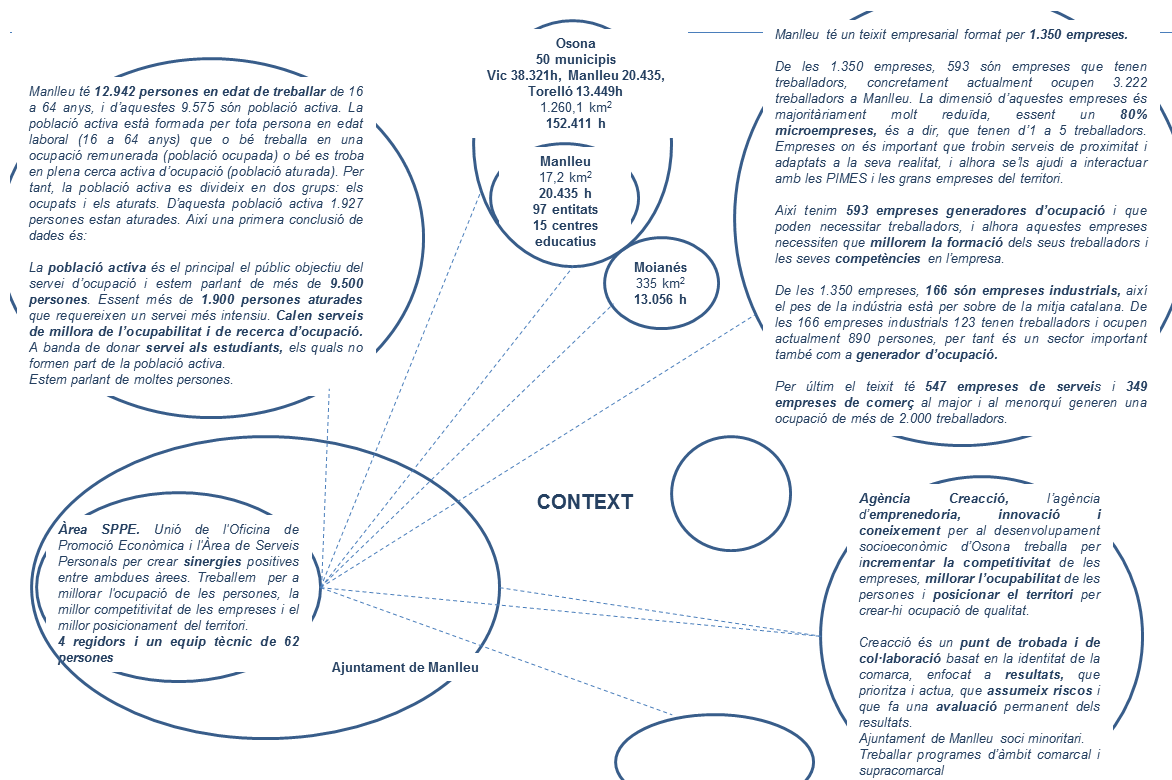 Manlleu té 12.942 persones en edat de treballar de 16
a 64 anys, i d'aquestes 9.575 són població activa. La
població activa està formada per tota persona en edat
laboral (16 a 64 anys) que o bé treballa en una
ocupació remunerada (població ocupada) o bé es troba
en plena cerca activa d'ocupació (població aturada). Per
tant, la població activa es divideix en dos grups: els
ocupats i els aturats. D'aquesta població activa 1.927
persones estan aturades. Així una primera conclusió de
dades és:
La població activa és el principal el públic objectiu del
servei d'ocupació i estem parlant de més de 9.500
persones. Essent més de 1.900 persones aturades
que requereixen un servei més intensiu. Calen serveis
de millora de l'ocupabilitat i de recerca d'ocupació.
A banda de donar servei als estudiants, els quals no
formen part de la població activa.
Estem parlant de moltes persones.
Osona
50 municipis
Vic 38.321h, Manlleu 20.435,
Torelló 13.449h
1.260,1 km²
152.411 h
Manlleu
17,2 km²
20.435 h
97 entitats
15 centres
educatius
Moianés
335 km²
13.056 h
Manlleu té un teixit empresarial format per 1.350 empreses.
De les 1.350 empreses, 593 són empreses que tenen
treballadors, concretament actualment ocupen 3.222
treballadors a Manlleu. La dimensió d'aquestes empreses és
majoritàriament molt reduïda, essent un 80%
microempreses, és a dir, que tenen d'1 a 5 treballadors.
Empreses on és important que trobin serveis de proximitat i
adaptats a la seva realitat, i alhora se'ls ajudi a interactuar
amb les PIMES i les grans empreses del territori.
Així tenim 593 empreses generadores d'ocupació i que
poden necessitar treballadors, i alhora aquestes empreses
necessiten que millorem la formació dels seus treballadors i
les seves competències en l'empresa.
De les 1.350 empreses, 166 són empreses industrials, així
el pes de la indústria està per sobre de la mitja catalana. De
les 166 empreses industrials 123 tenen treballadors i ocupen
actualment 890 persones, per tant és un sector important
també com a generador d'ocupació.
Per últim el teixit té 547 empreses de serveis i 349
empreses de comerç al major i al menorquí generen una
ocupació de més de 2.000 treballadors.
CONTEXT
Àrea SPPE. Unió de l'Oficina de
Promoció Econòmica i l'Àrea de Serveis
Personals per crear sinergies positives
entre ambdues àrees. Treballem per a
millorar l'ocupació de les persones, la
millor competitivitat de les empreses i el
millor posicionament del territori.
4 regidors i un equip tècnic de 62
persones
Ajuntament de Manlleu
Agència Creacció, l'agència
d'emprenedoria, innovació i
coneixement per al desenvolupament
socioeconòmic d'Osona treballa per
incrementar la competitivitat de les
empreses, millorar l'ocupabilitat de les
persones i posicionar el territori per
crear-hi ocupació de qualitat.
Creacció és un punt de trobada i de
col·laboració basat en la identitat de la
comarca, enfocat a resultats, que
prioritza i actua, que assumeix riscos i
que fa una avaluació permanent dels
resultats.
Ajuntament de Manlleu soci minoritari.
Treballar programes d'àmbit comarcal i
supracomarcal